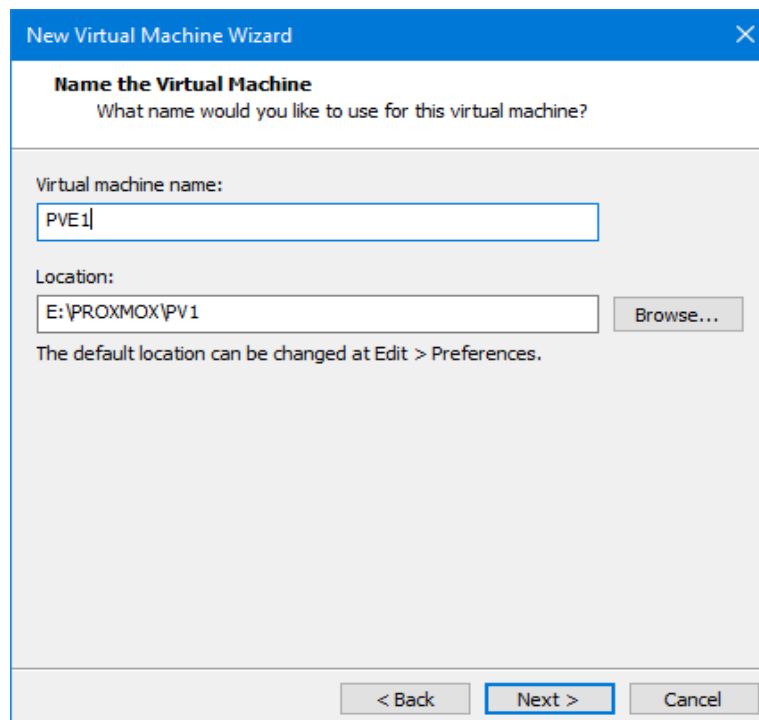 New Virtual Machine Wizard
Name the Virtual Machine
What name would you like to use for this virtual machine?
Virtual machine name:
PVE1
Location:
E:\PROXMOX\PV1
Browse...
The default location can be changed at Edit > Preferences.
< Back Next > Cancel